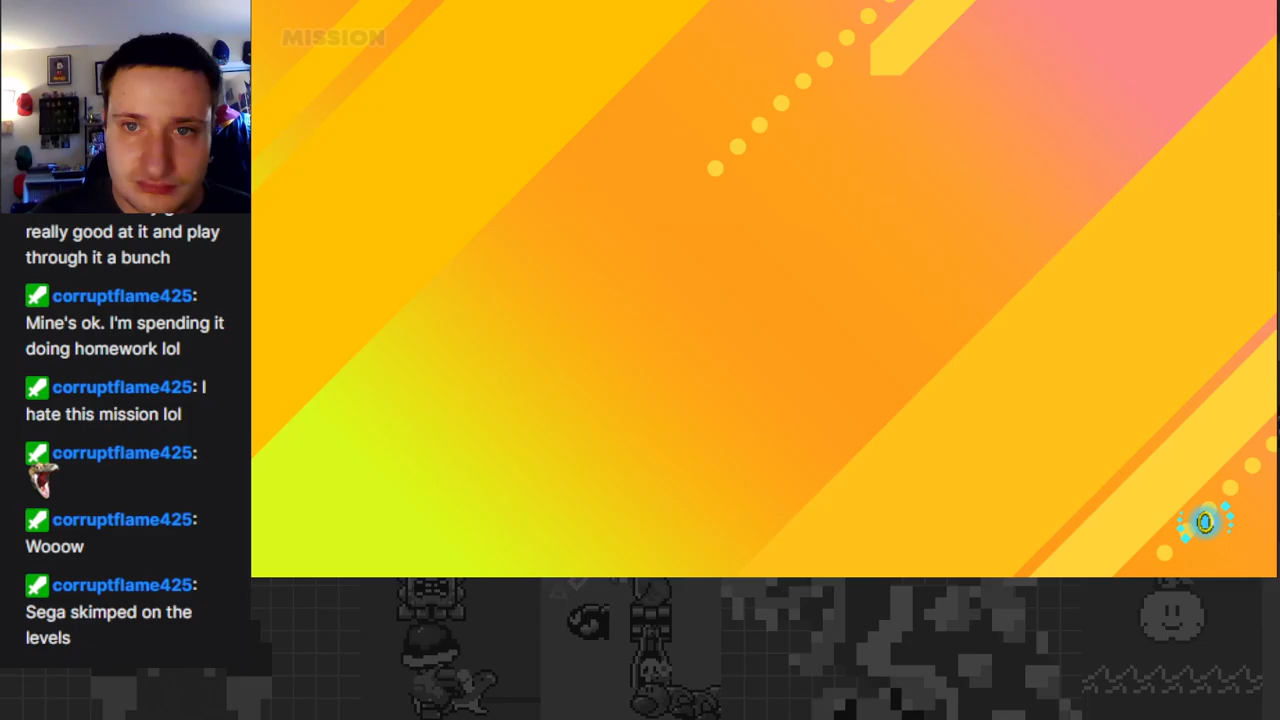 MISSION
really good at it and play
through it a bunch
corruptflame425:
Mine's ok. I'm spending it
doing homework lol
corruptflame425: I
hate this mission lol
corruptflame425:
corruptflame425:
Wooow
corruptflame425:
Sega skimped on the
levels